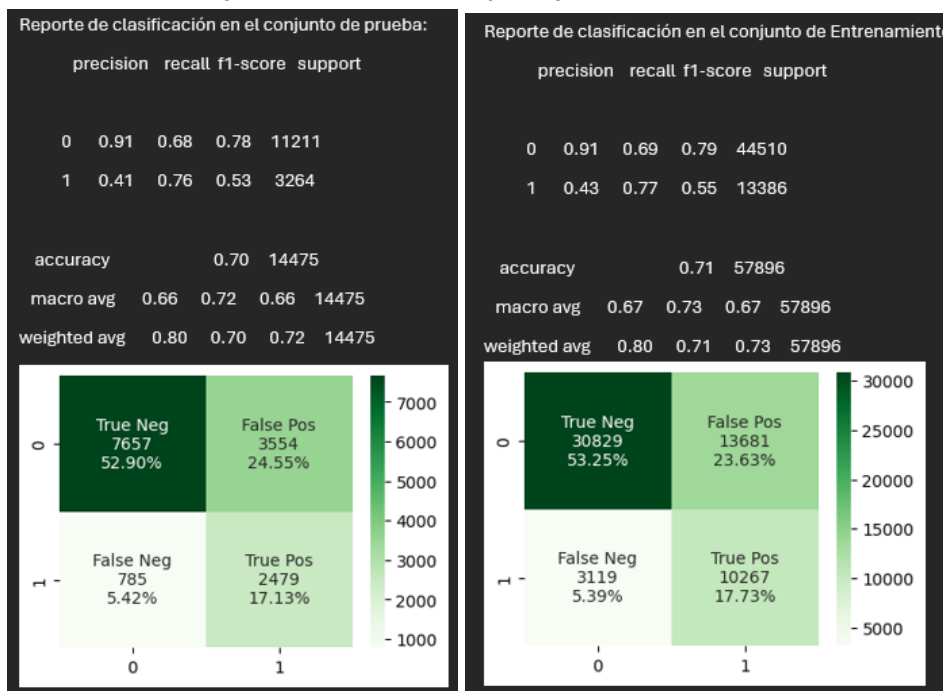 Reporte de clasificación en el conjunto de prueba:
precision recall f1-score support
0 0.91 0.68 0.78 11211
1 0.41 0.76 0.53 3264
accuracy 0.70 14475
macro avg 0.66 0.72 0.66 14475
weighted avg 0.80 0.70 0.72 14475
True Neg
7657
52.90%
False Pos
3554
24.55%
False Neg
785
5.42%
True Pos
2479
17.13%
0
1
0
1
7000
6000
5000
4000
3000
2000
1000
Reporte de clasificación en el conjunto de Entrenamient
precision recall f1-score support
0 0.91 0.69 0.79 44510
1 0.43 0.77 0.55 13386
accuracy 0.71 57896
macro avg 0.67 0.73 0.67 57896
weighted avg 0.80 0.71 0.73 57896
True Neg
30829
53.25%
False Pos
13681
23.63%
False Neg
3119
5.39%
True Pos
10267
17.73%
0
1
0
1
30000
25000
20000
15000
10000
5000